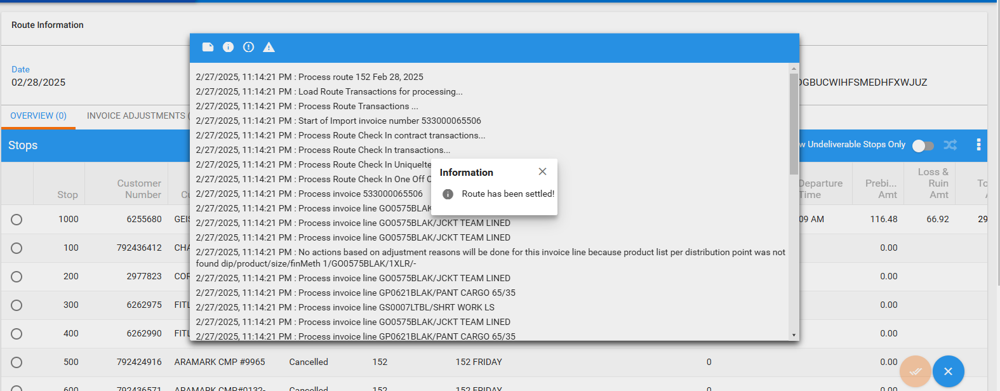 Route Information
Date
02/28/2025
OVERVIEW (0)
INVOICE ADJUSTMENTS (
Stops
Undeliverable Stops Only
Stop
Customer Number
Departure Time
Prebi... Amt
Loss & Ruin Amt
1000 6255680 09 AM 116.48 66.92
100 792436412 0.00
200 2977823 0.00
300 6262975 0.00
400 6262990 0.00
500 792424916 ARAMARK CMP #9965 Cancelled 152 152 FRIDAY 0 0.00
600 792436571 ARAMARK CMP#0132- 152 152 FRIDAY 0 0.00
2/27/2025, 11:14:21 PM : Process route 152 Feb 28, 2025
2/27/2025, 11:14:21 PM : Load Route Transactions for processing...
2/27/2025, 11:14:21 PM : Process Route Transactions ...
2/27/2025, 11:14:21 PM : Start of Import invoice number 533000065506
2/27/2025, 11:14:21 PM : Process Route Check In contract transactions...
2/27/2025, 11:14:21 PM : Process Route Check In transactions...
2/27/2025, 11:14:21 PM : Process Route Check In UniqueIte
2/27/2025, 11:14:21 PM : Process Route Check In One Off
2/27/2025, 11:14:21 PM : Process invoice 533000065506
2/27/2025, 11:14:21 PM : Process invoice line GO0575BLAK
2/27/2025, 11:14:21 PM : Process invoice line GO0575BLAK/JCKT TEAM LINED
2/27/2025, 11:14:21 PM : Process invoice line GO0575BLAK/JCKT TEAM LINED
2/27/2025, 11:14:21 PM : No actions based on adjustment reasons will be done for this invoice line because product list per distribution point was not
found dip/product/size/finMeth 1/GO0575BLAK/1XLR/-
2/27/2025, 11:14:21 PM : Process invoice line GO0575BLAK/JCKT TEAM LINED
2/27/2025, 11:14:21 PM : Process invoice line GP0621BLAK/PANT CARGO 65/35
2/27/2025, 11:14:21 PM : Process invoice line GS0007LTBL/SHRT WORK LS
2/27/2025, 11:14:21 PM : Process invoice line GO0575BLAK/JCKT TEAM LINED
2/27/2025, 11:14:21 PM : Process invoice line GP0621BLAK/PANT CARGO 65/35
Information
Route has been settled!